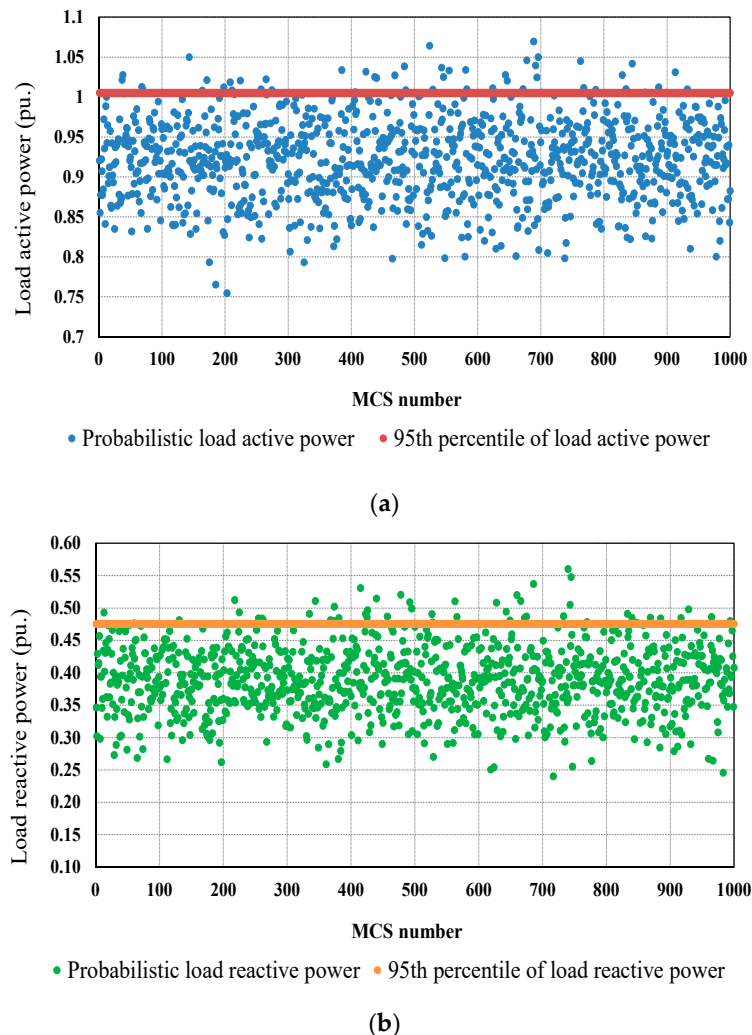 1.1
1.05
1
0.95
0.9
0.85
0.8
0.75
0.7
Load active power (pu.)
0 100 200 300 400 500 600 700 800 900 1000
MCS number
Probabilistic load active power 95th percentile of load active power
(a)
0.60
0.55
0.50
0.45
0.40
0.35
0.30
0.25
0.20
0.15
0.10
Load reactive power (pu.)
0 100 200 300 400 500 600 700 800 900 1000
MCS number
Probabilistic load reactive power 95th percentile of load reactive power
(b)